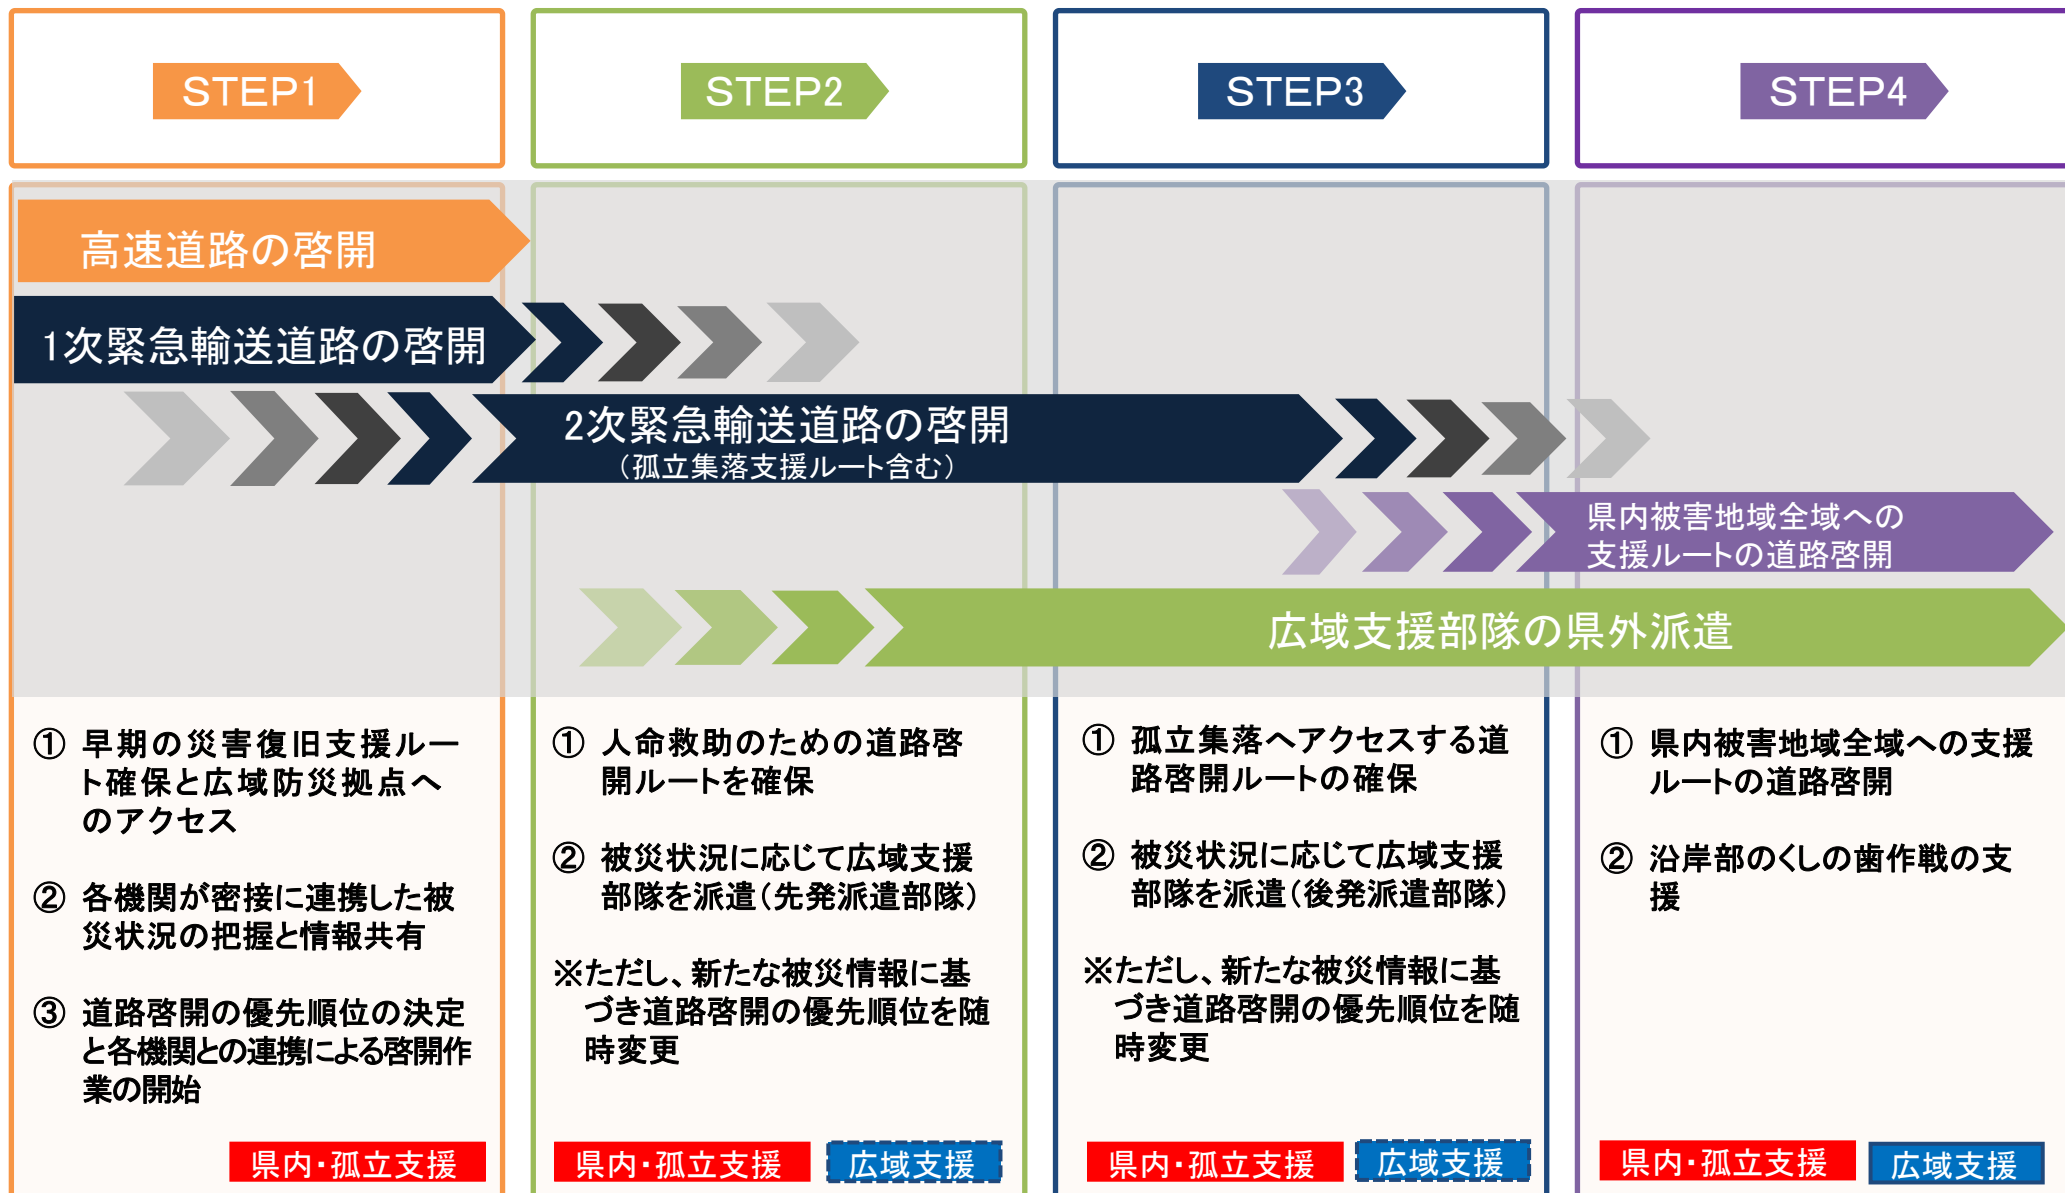 STEP1
STEP2
STEP3
STEP4
高速道路の啓開
1次緊急輸送道路の啓開
2次緊急輸送道路の啓開
（孤立集落支援ルート含む）
県内被害地域全域への
支援ルートの道路啓開
広域支援部隊の県外派遣
① 早期の災害復旧支援ルー
ト確保と広域防災拠点へ
のアクセス
② 各機関が密接に連携した被
災状況の把握と情報共有
③ 道路啓開の優先順位の決定
と各機関との連携による啓開作
業の開始
県内・孤立支援
① 人命救助のための道路啓
開ルートを確保
② 被災状況に応じて広域支援
部隊を派遣（先発派遣部隊）
※ただし、新たな被災情報に基
づき道路啓開の優先順位を随
時変更
県内・孤立支援
広域支援
① 孤立集落へアクセスする道
路啓開ルートの確保
② 被災状況に応じて広域支援
部隊を派遣（後発派遣部隊）
※ただし、新たな被災情報に基
づき道路啓開の優先順位を随
時変更
県内・孤立支援
広域支援
① 県内被害地域全域への支援
ルートの道路啓開
② 沿岸部のくしの歯作戦の支
援
県内・孤立支援
広域支援